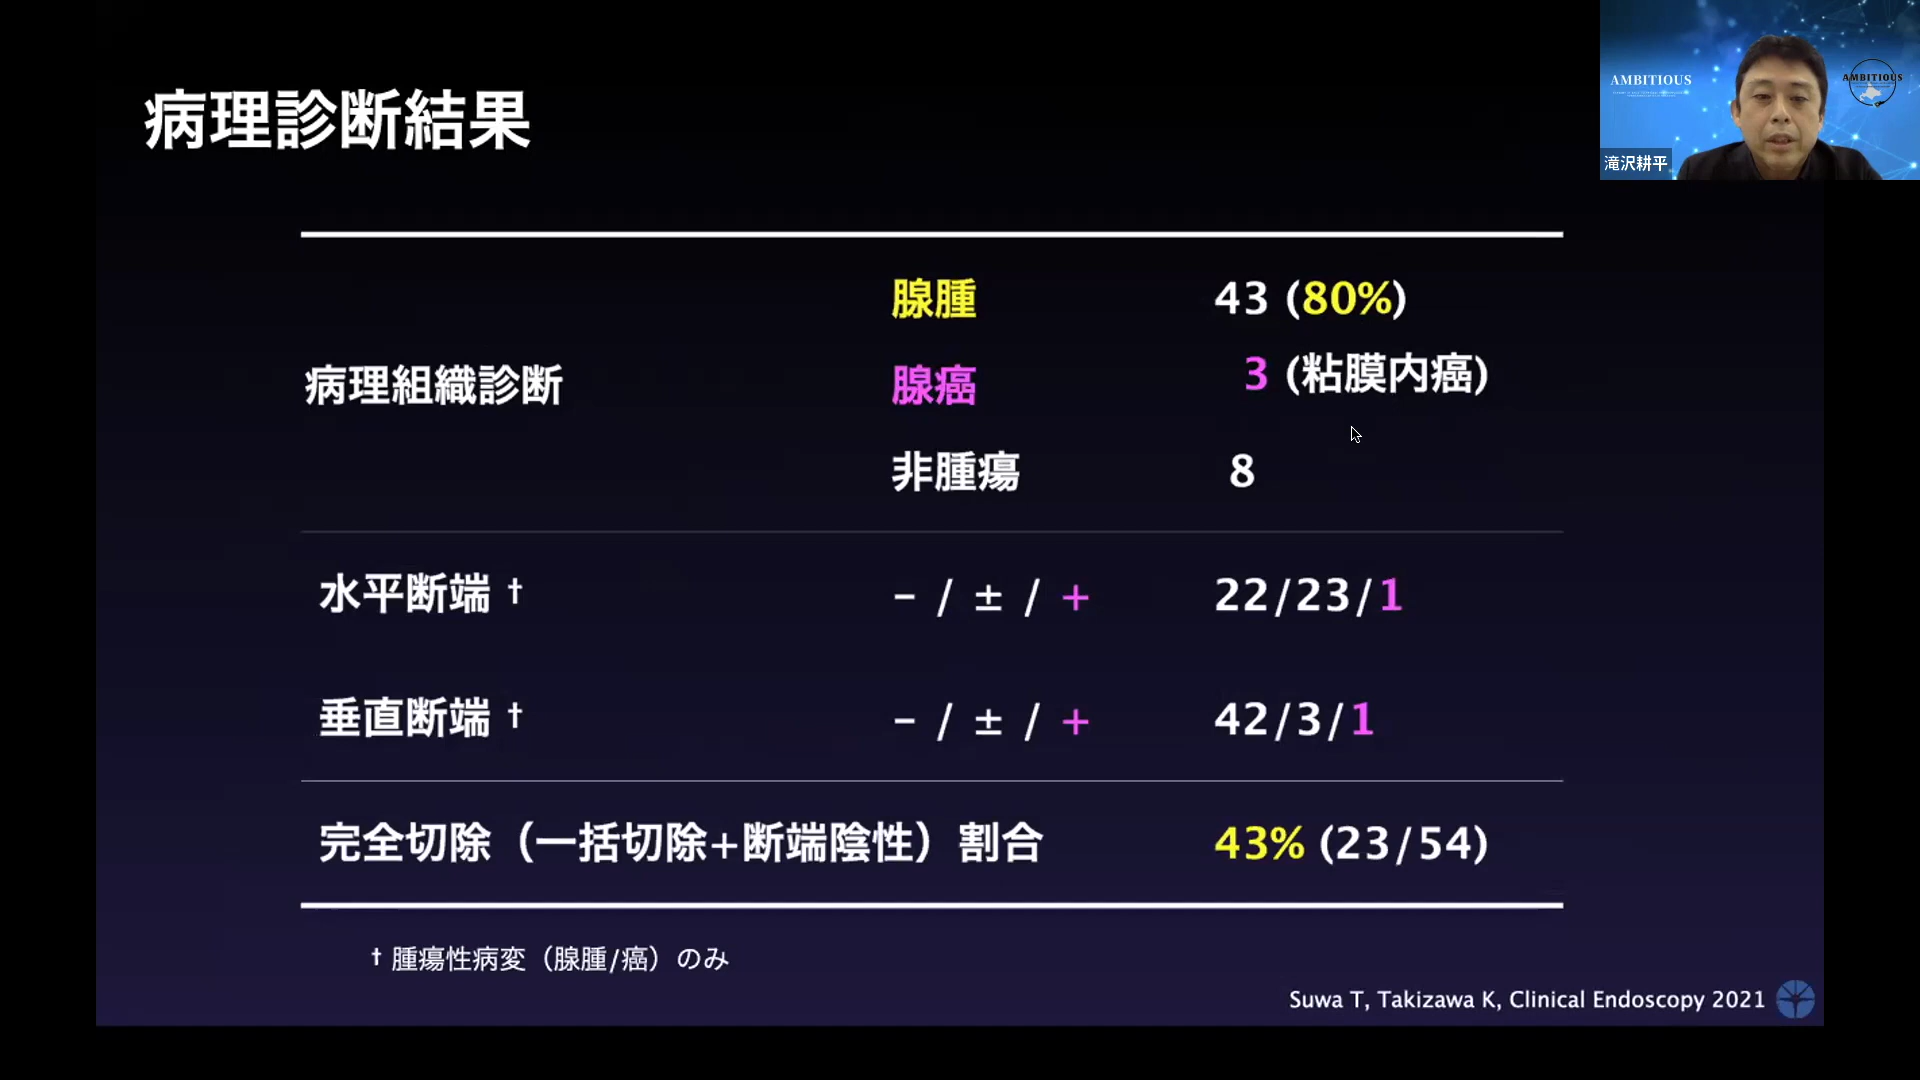 病理診断結果
AMBITIOUS
AMBITIOUS
滝沢耕平
腺腫 43 (80%)
病理組織診断 腺癌 3 (粘膜内癌)
非腫瘍 8
水平断端 † − / ± / + 22/23/1
垂直断端 † − / ± / + 42/3/1
完全切除（一括切除+断端陰性）割合 43% (23/54)
† 腫瘍性病変（腺腫/癌）のみ
Suwa T, Takizawa K, Clinical Endoscopy 2021